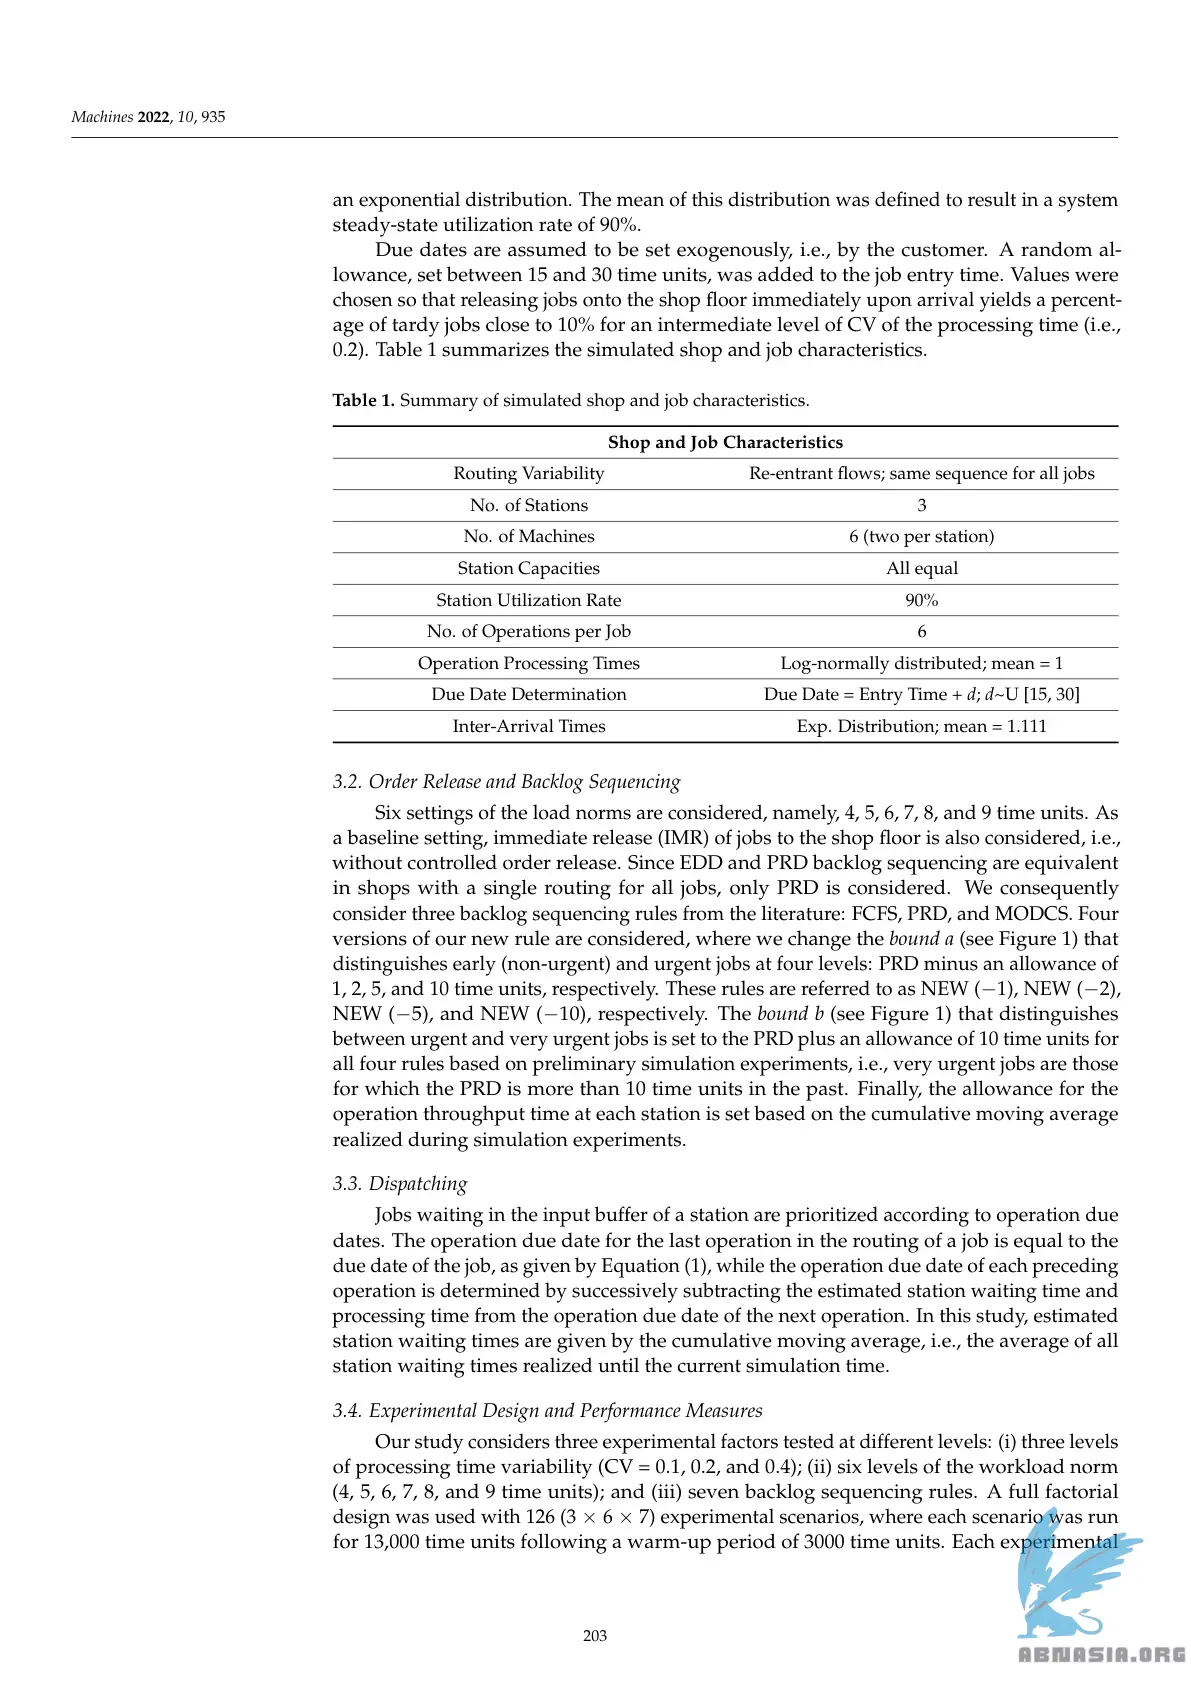 Machines 2022, 10, 935
an exponential distribution. The mean of this distribution was defined to result in a system
steady-state utilization rate of 90%.
Due dates are assumed to be set exogenously, i.e., by the customer. A random al-
lowance, set between 15 and 30 time units, was added to the job entry time. Values were
chosen so that releasing jobs onto the shop floor immediately upon arrival yields a percent-
age of tardy jobs close to 10% for an intermediate level of CV of the processing time (i.e.,
0.2). Table 1 summarizes the simulated shop and job characteristics.
Table 1. Summary of simulated shop and job characteristics.
Shop and Job Characteristics
Routing Variability Re-entrant flows; same sequence for all jobs
No. of Stations 3
No. of Machines 6 (two per station)
Station Capacities All equal
Station Utilization Rate 90%
No. of Operations per Job 6
Operation Processing Times Log-normally distributed; mean = 1
Due Date Determination Due Date = Entry Time + d; d~U [15, 30]
Inter-Arrival Times Exp. Distribution; mean = 1.111
3.2. Order Release and Backlog Sequencing
Six settings of the load norms are considered, namely, 4, 5, 6, 7, 8, and 9 time units. As
a baseline setting, immediate release (IMR) of jobs to the shop floor is also considered, i.e.,
without controlled order release. Since EDD and PRD backlog sequencing are equivalent
in shops with a single routing for all jobs, only PRD is considered. We consequently
consider three backlog sequencing rules from the literature: FCFS, PRD, and MODCS. Four
versions of our new rule are considered, where we change the bound a (see Figure 1) that
distinguishes early (non-urgent) and urgent jobs at four levels: PRD minus an allowance of
1, 2, 5, and 10 time units, respectively. These rules are referred to as NEW (−1), NEW (−2),
NEW (−5), and NEW (−10), respectively. The bound b (see Figure 1) that distinguishes
between urgent and very urgent jobs is set to the PRD plus an allowance of 10 time units for
all four rules based on preliminary simulation experiments, i.e., very urgent jobs are those
for which the PRD is more than 10 time units in the past. Finally, the allowance for the
operation throughput time at each station is set based on the cumulative moving average
realized during simulation experiments.
3.3. Dispatching
Jobs waiting in the input buffer of a station are prioritized according to operation due
dates. The operation due date for the last operation in the routing of a job is equal to the
due date of the job, as given by Equation (1), while the operation due date of each preceding
operation is determined by successively subtracting the estimated station waiting time and
processing time from the operation due date of the next operation. In this study, estimated
station waiting times are given by the cumulative moving average, i.e., the average of all
station waiting times realized until the current simulation time.
3.4. Experimental Design and Performance Measures
Our study considers three experimental factors tested at different levels: (i) three levels
of processing time variability (CV = 0.1, 0.2, and 0.4); (ii) six levels of the workload norm
(4, 5, 6, 7, 8, and 9 time units); and (iii) seven backlog sequencing rules. A full factorial
design was used with 126 (3 × 6 × 7) experimental scenarios, where each scenario was run
for 13,000 time units following a warm-up period of 3000 time units. Each experimental
203
ABNASIA.ORG